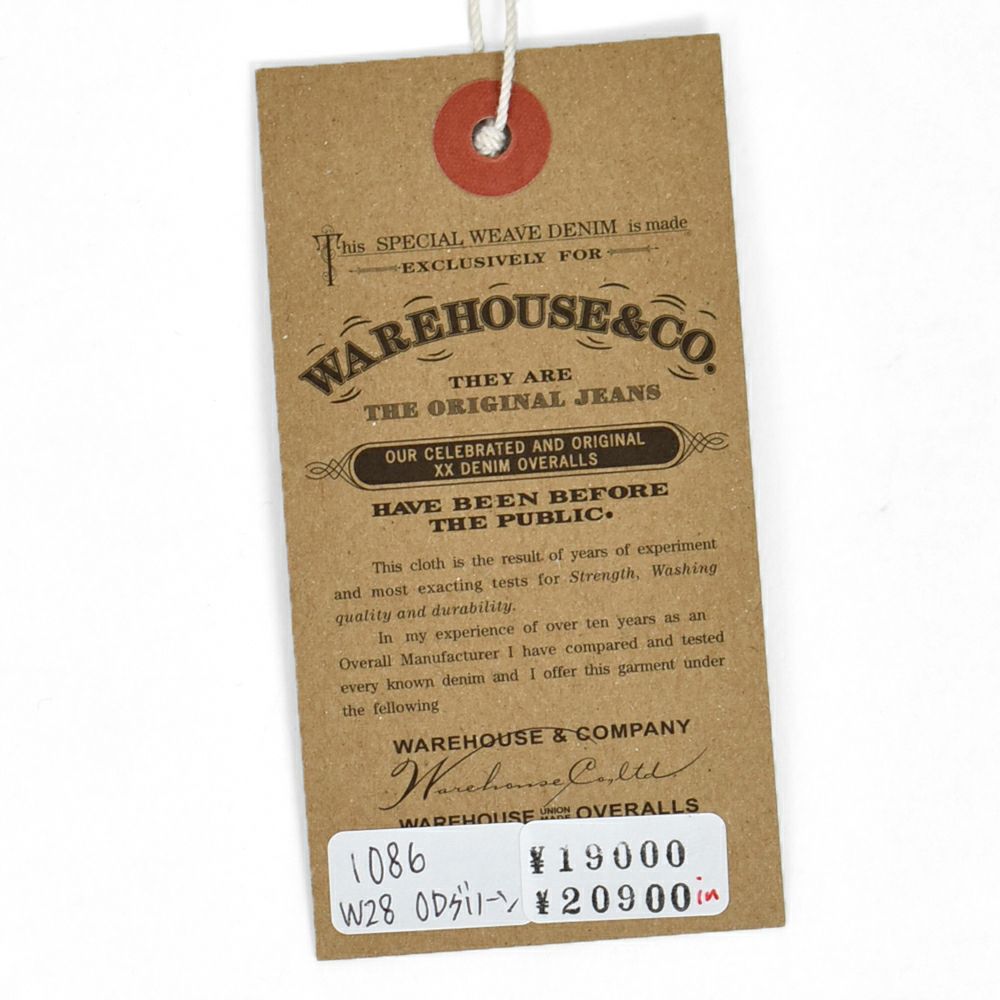 This SPECIAL WEAVE DENIM is made
EXCLUSIVELY FOR
WAREHOUSE&CO.
THEY ARE
THE ORIGINAL JEANS
OUR CELEBRATED AND ORIGINAL
XX DENIM OVERALLS
HAVE BEEN BEFORE
THE PUBLIC.
This cloth is the result of years of experiment
and most exacting tests for Strength, Washing
quality and durability.
In my experience of over ten years as an
Overall Manufacturer I have compared and tested
every known denim and I offer this garment under
the fellowing
WAREHOUSE & COMPANY
Warehouse Co,ltd.
WAREHOUSE UNION MADE OVERALLS
1086
W28 ODグリーン
¥19000
¥20900in